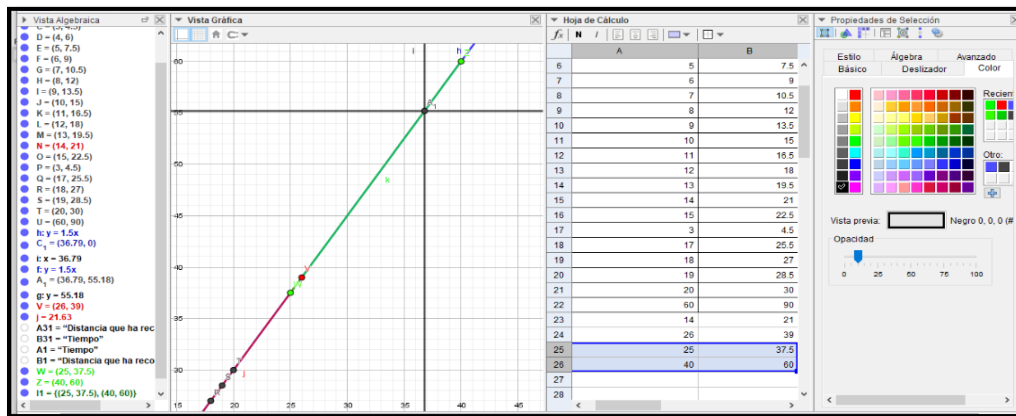 Vista Algebraica
D = (4, 6)
E = (5, 7.5)
F = (6, 9)
G = (7, 10.5)
H = (8, 12)
I = (9, 13.5)
J = (10, 15)
K = (11, 16.5)
L = (12, 18)
M = (13, 19.5)
N = (14, 21)
O = (15, 22.5)
P = (3, 4.5)
Q = (17, 25.5)
R = (18, 27)
S = (19, 28.5)
T = (20, 30)
U = (60, 90)
h: y = 1.5x
C₁ = (36.79, 0)
i: x = 36.79
f: y = 1.5x
A₁ = (36.79, 55.18)
g: y = 55.18
V = (26, 39)
j = 21.63
A31 = "Distancia que ha rec
B31 = "Tiempo"
A1 = "Tiempo"
B1 = "Distancia que ha reco
W = (25, 37.5)
Z = (40, 60)
l1 = {(25, 37.5), (40, 60)}
Vista Gráfica
i
h
60
A₁
k
45
40
35
j
30
15 20 25 30 35 40 45
Hoja de Cálculo
fx N I
A B
6 5 7.5
7 6 9
8 7 10.5
9 8 12
10 9 13.5
11 10 15
12 11 16.5
13 12 18
14 13 19.5
15 14 21
16 15 22.5
17 3 4.5
18 17 25.5
19 18 27
20 19 28.5
21 20 30
22 60 90
23 14 21
24 26 39
25 25 37.5
26 40 60
27
28
Propiedades de Selección
Estilo Álgebra Avanzado
Básico Deslizador Color
Recien
Otro:
Vista previa: Negro 0, 0, 0 (#
Opacidad
0 25 50 75 100